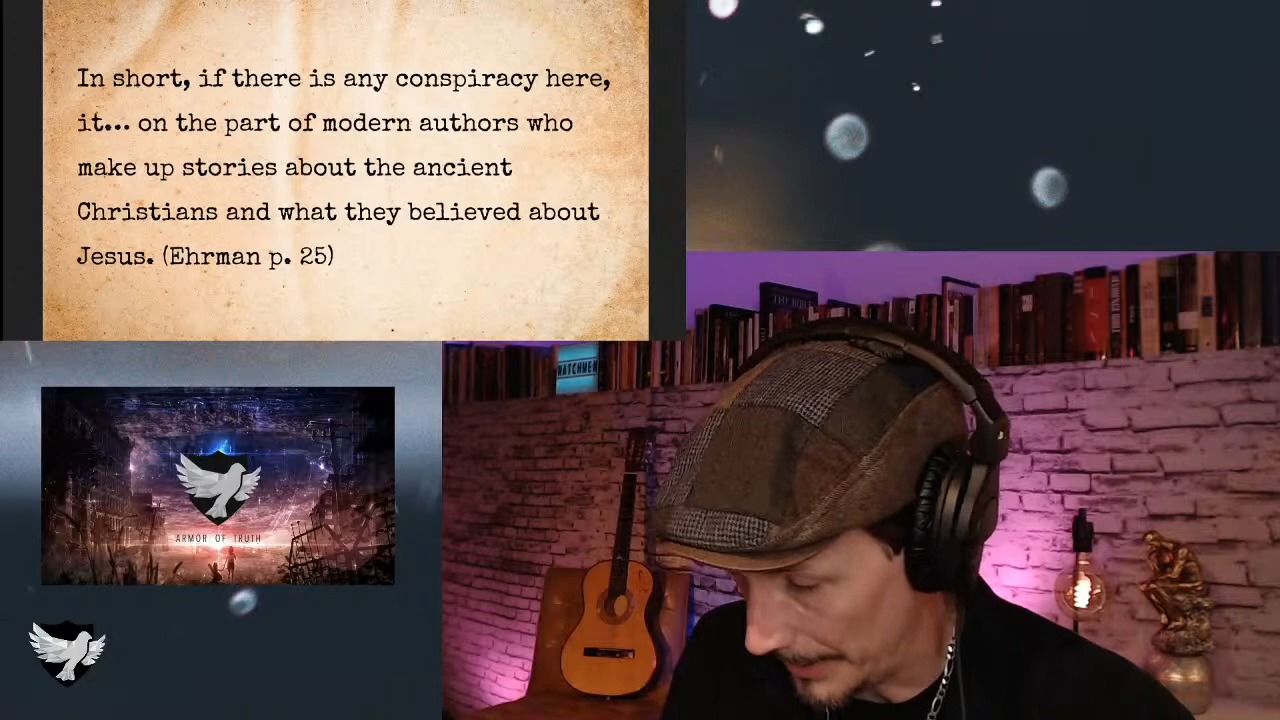 In short, if there is any conspiracy here,
it... on the part of modern authors who
make up stories about the ancient
Christians and what they believed about
Jesus. (Ehrman p. 25)
WATCHMEN
ARMOR OF TRUTH